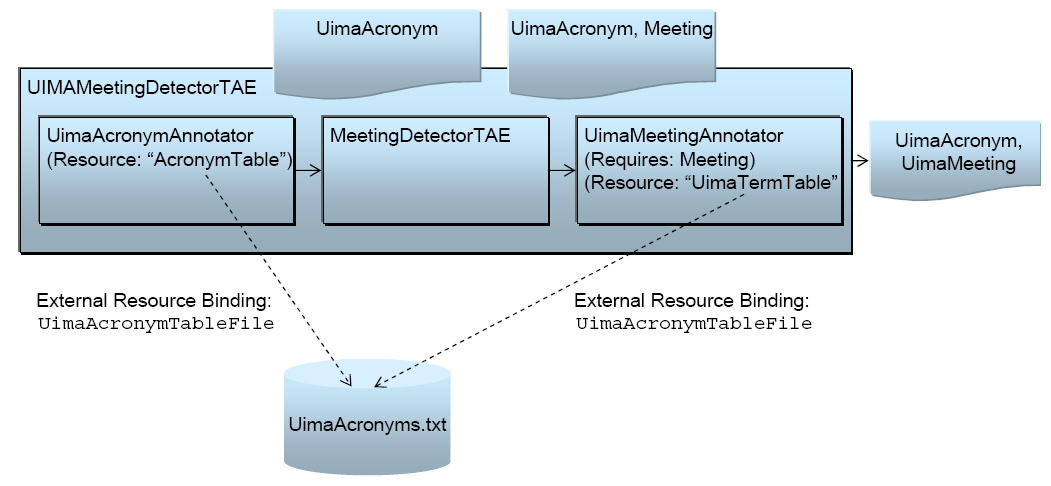 UimaAcronym
UimaAcronym, Meeting
UIMAMeetingDetectorTAE
UimaAcronymAnnotator
(Resource: “AcronymTable”)
MeetingDetectorTAE
UimaMeetingAnnotator
(Requires: Meeting)
(Resource: “UimaTermTable”
UimaAcronym,
UimaMeeting
External Resource Binding:
UimaAcronymTableFile
External Resource Binding:
UimaAcronymTableFile
UimaAcronyms.txt